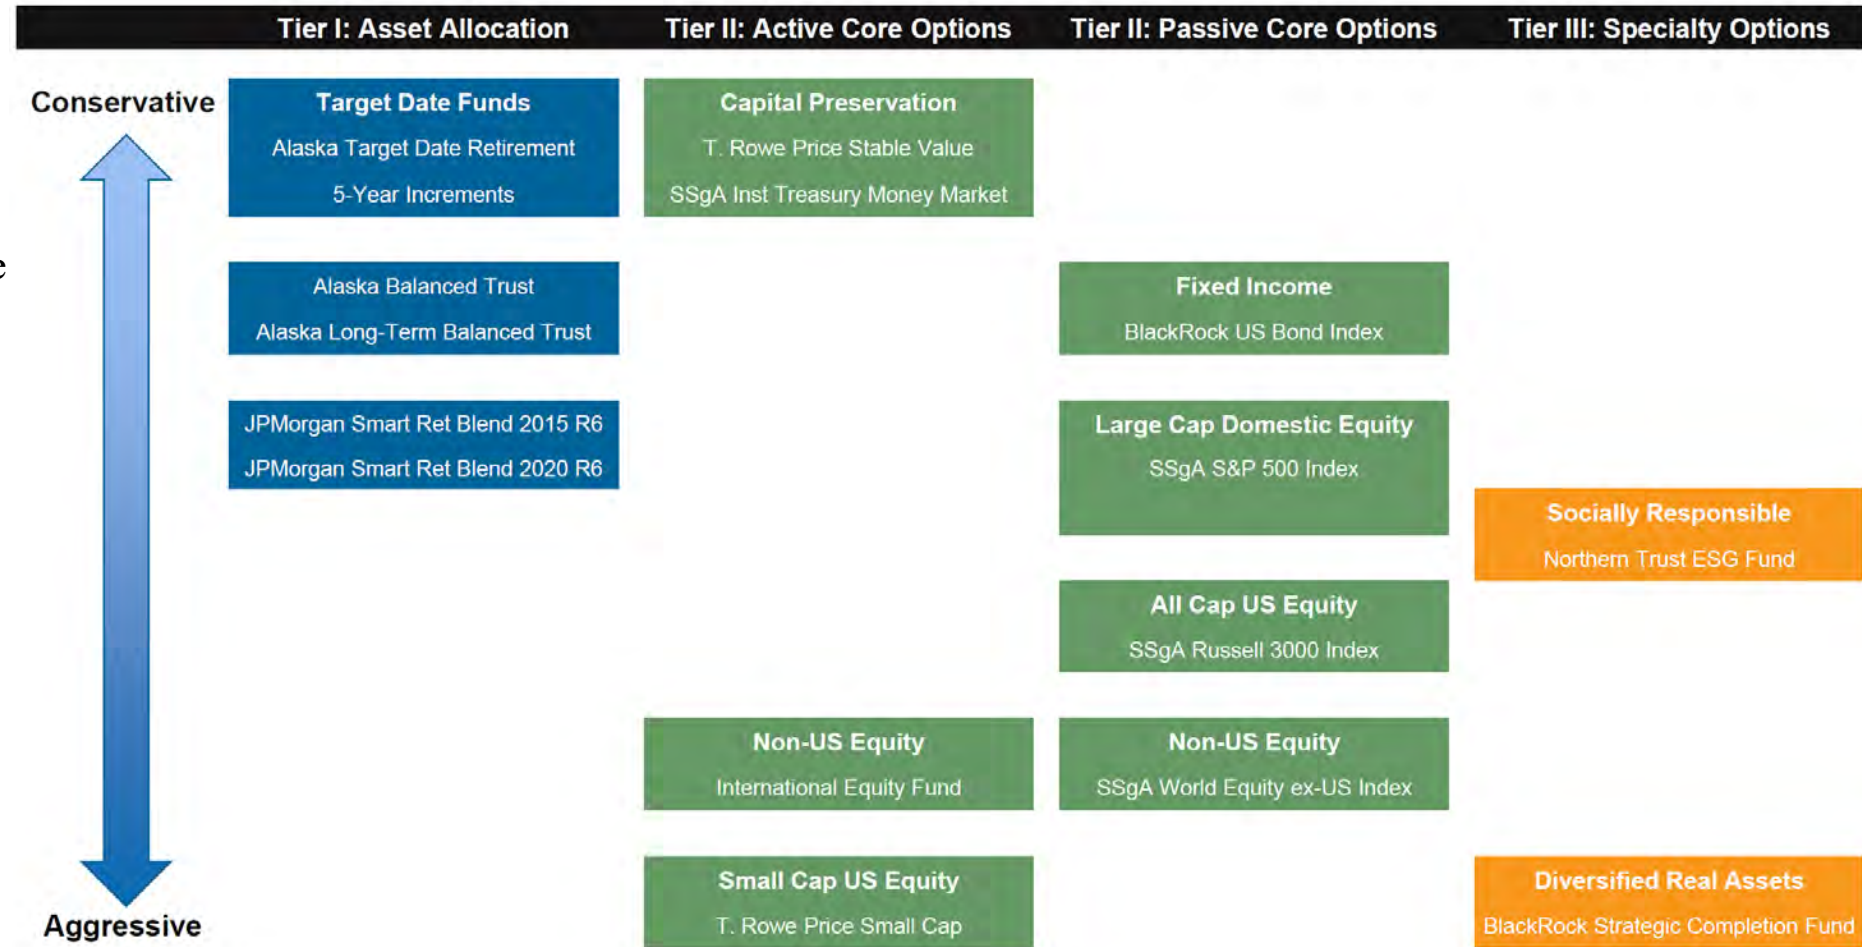 Tier I: Asset Allocation
Tier II: Active Core Options
Tier II: Passive Core Options
Tier III: Specialty Options
Conservative
Target Date Funds
Alaska Target Date Retirement
5-Year Increments
Capital Preservation
T. Rowe Price Stable Value
SSgA Inst Treasury Money Market
e
Alaska Balanced Trust
Alaska Long-Term Balanced Trust
Fixed Income
BlackRock US Bond Index
JPMorgan Smart Ret Blend 2015 R6
JPMorgan Smart Ret Blend 2020 R6
Large Cap Domestic Equity
SSgA S&P 500 Index
Socially Responsible
Northern Trust ESG Fund
All Cap US Equity
SSgA Russell 3000 Index
Non-US Equity
International Equity Fund
Non-US Equity
SSgA World Equity ex-US Index
Small Cap US Equity
T. Rowe Price Small Cap
Diversified Real Assets
BlackRock Strategic Completion Fund
Aggressive